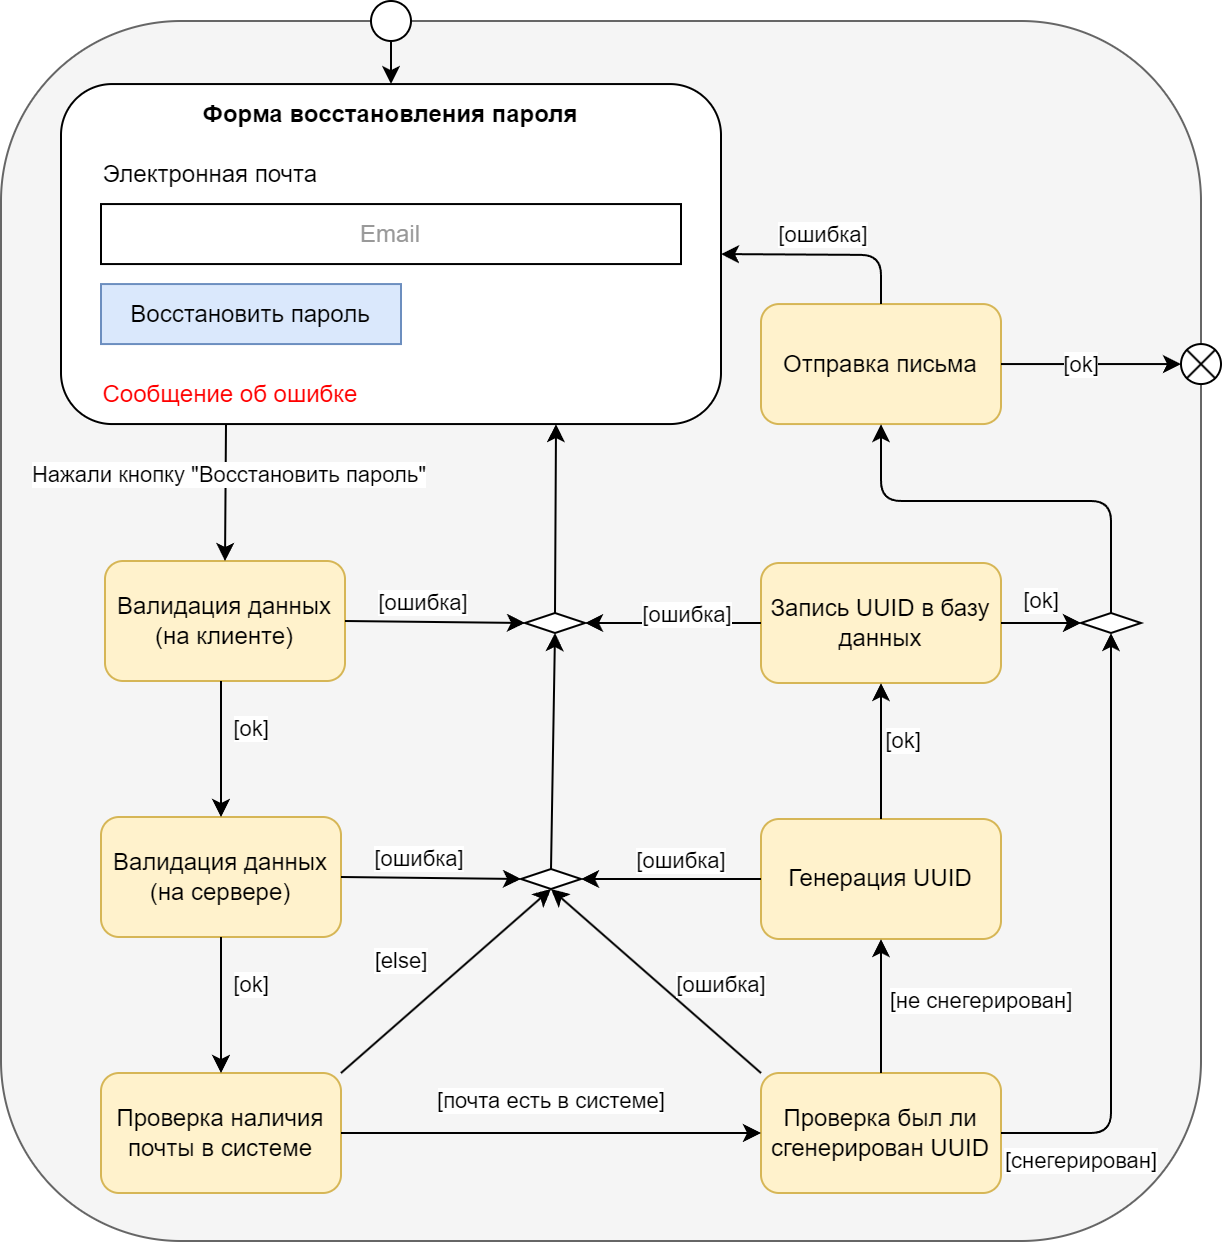 Форма восстановления пароля
Электронная почта
Email
Восстановить пароль
Сообщение об ошибке
[ошибка]
Отправка письма
[ok]
Нажали кнопку "Восстановить пароль"
Валидация данных
(на клиенте)
[ошибка]
[ошибка]
Запись UUID в базу
данных
[ok]
[ok]
[ok]
Валидация данных
(на сервере)
[ошибка]
[ошибка]
Генерация UUID
[ok]
[else]
[ошибка]
[не снегерирован]
Проверка наличия
почты в системе
[почта есть в системе]
Проверка был ли
сгенерирован UUID
[снегерирован]